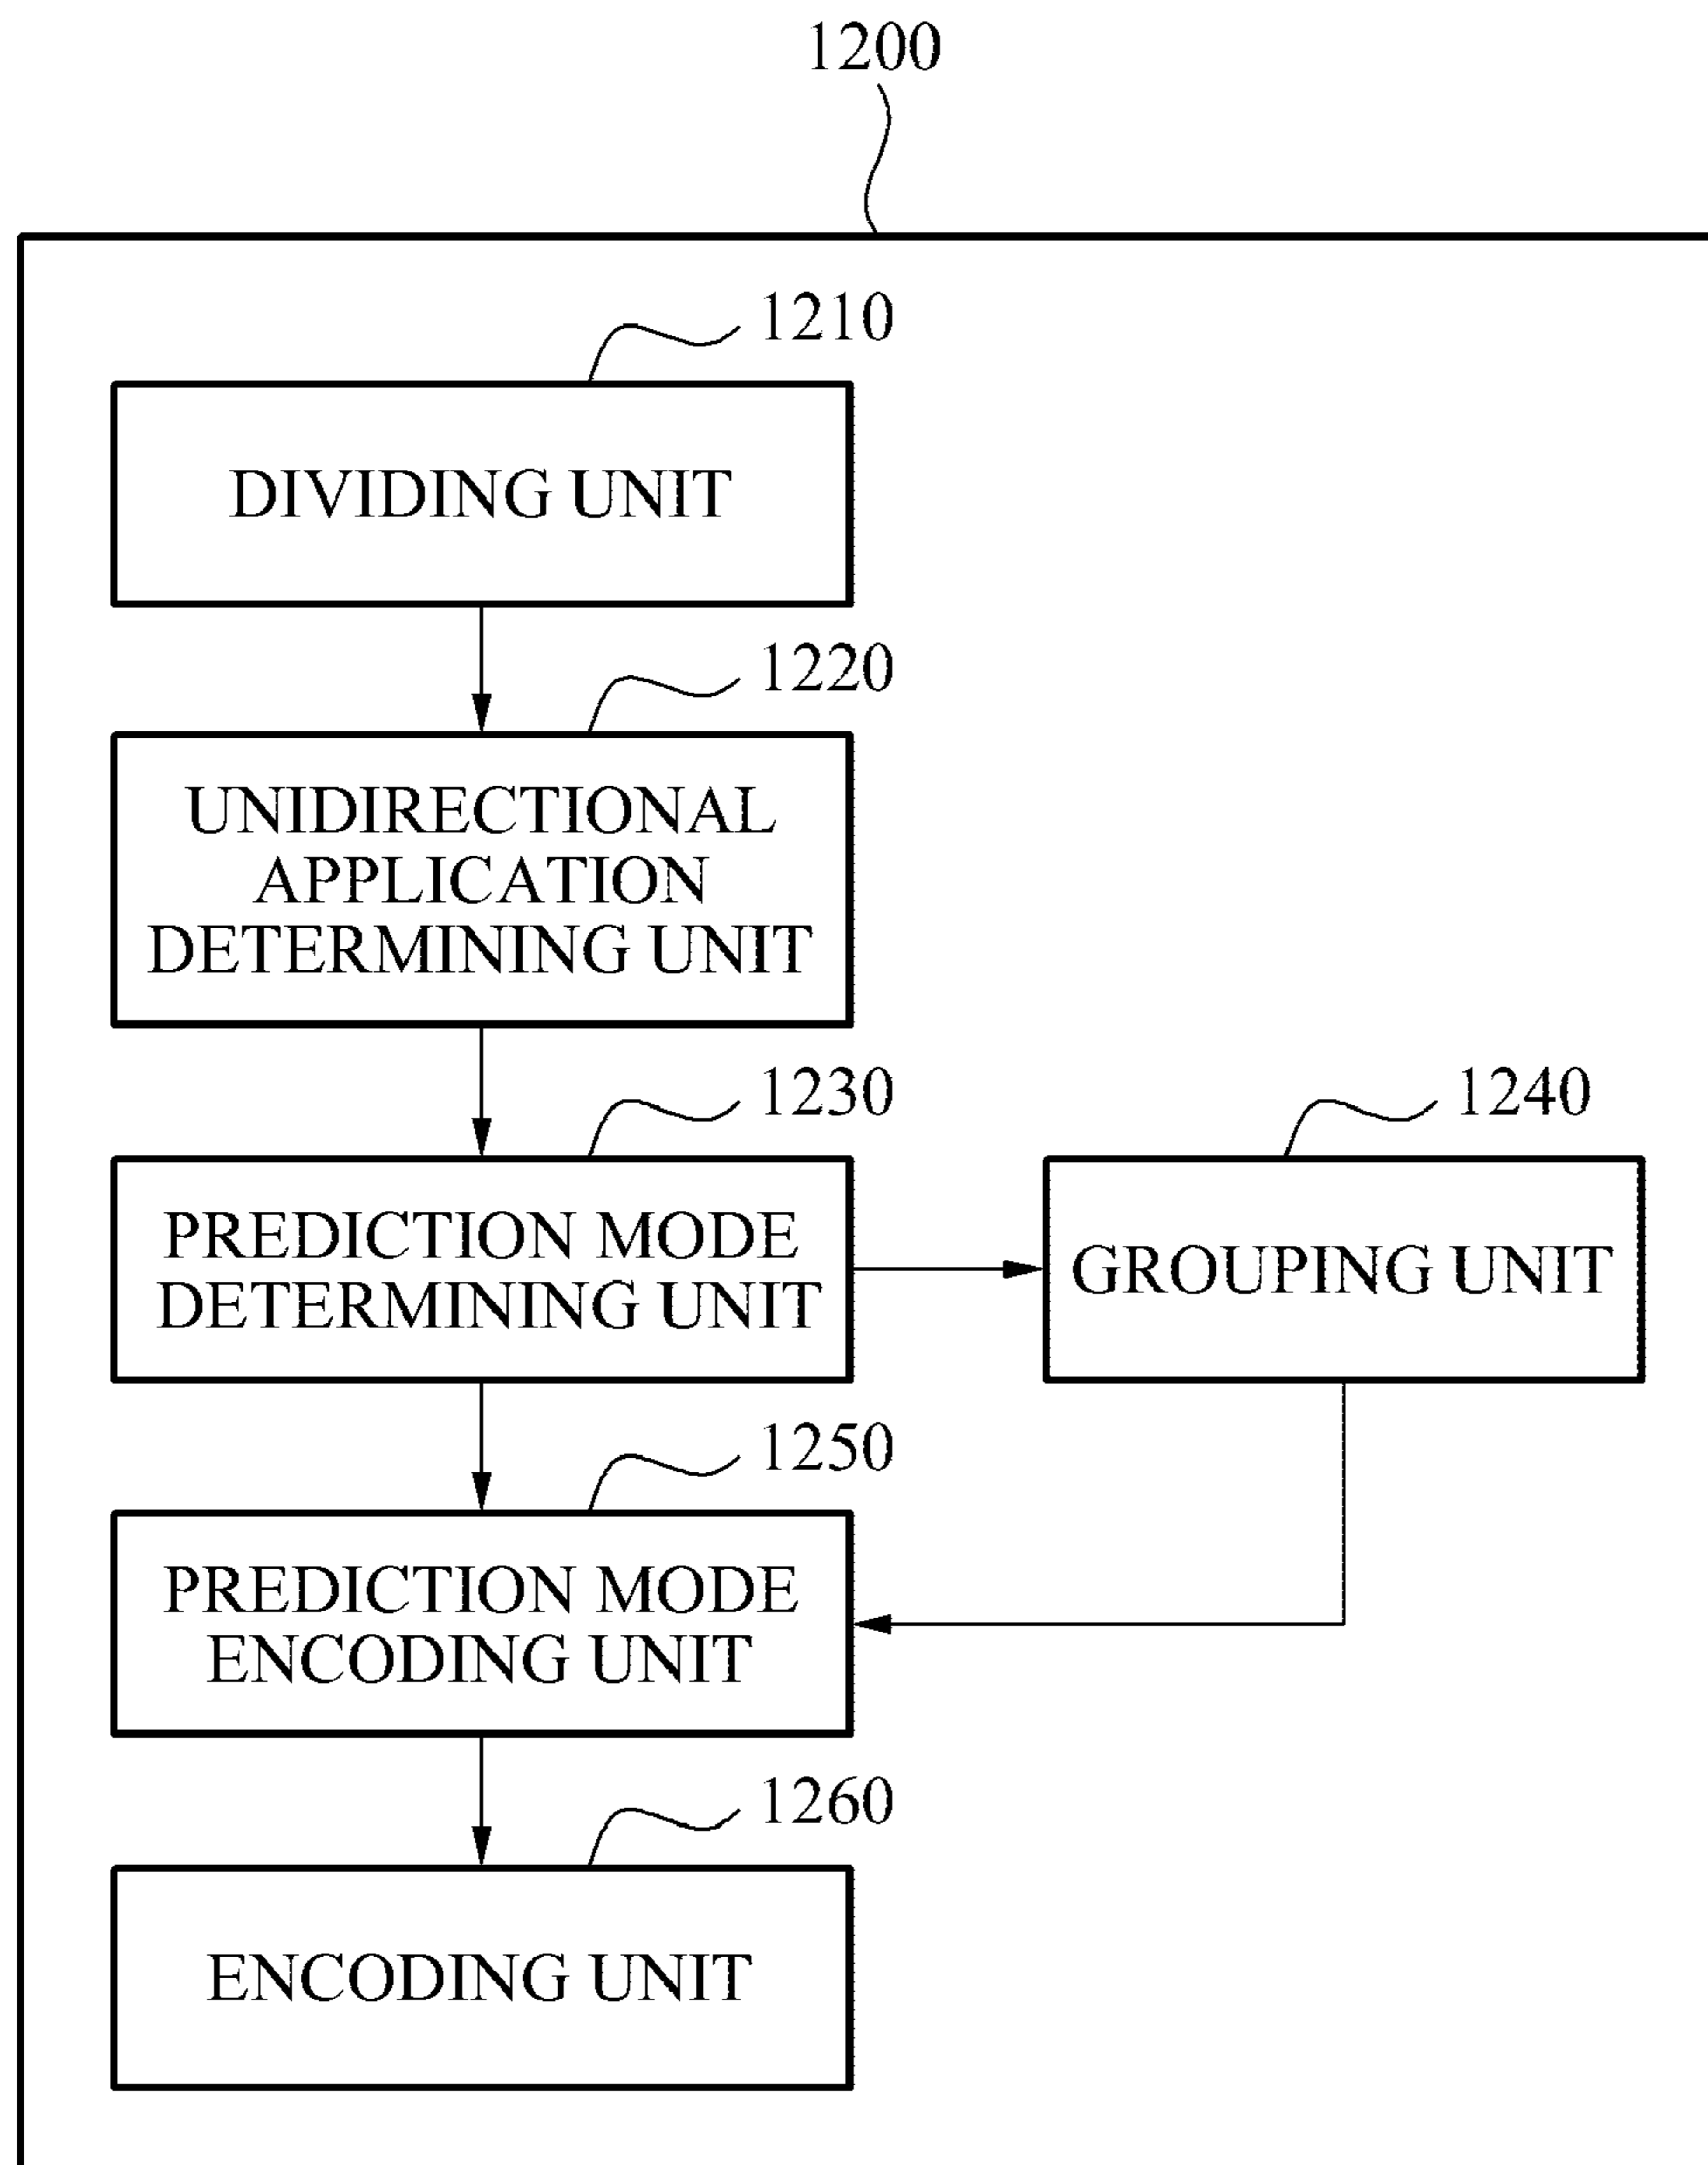 1200
1210
DIVIDING UNIT
1220
UNIDIRECTIONAL
APPLICATION
DETERMINING UNIT
1230
PREDICTION MODE
DETERMINING UNIT
1240
GROUPING UNIT
1250
PREDICTION MODE
ENCODING UNIT
1260
ENCODING UNIT